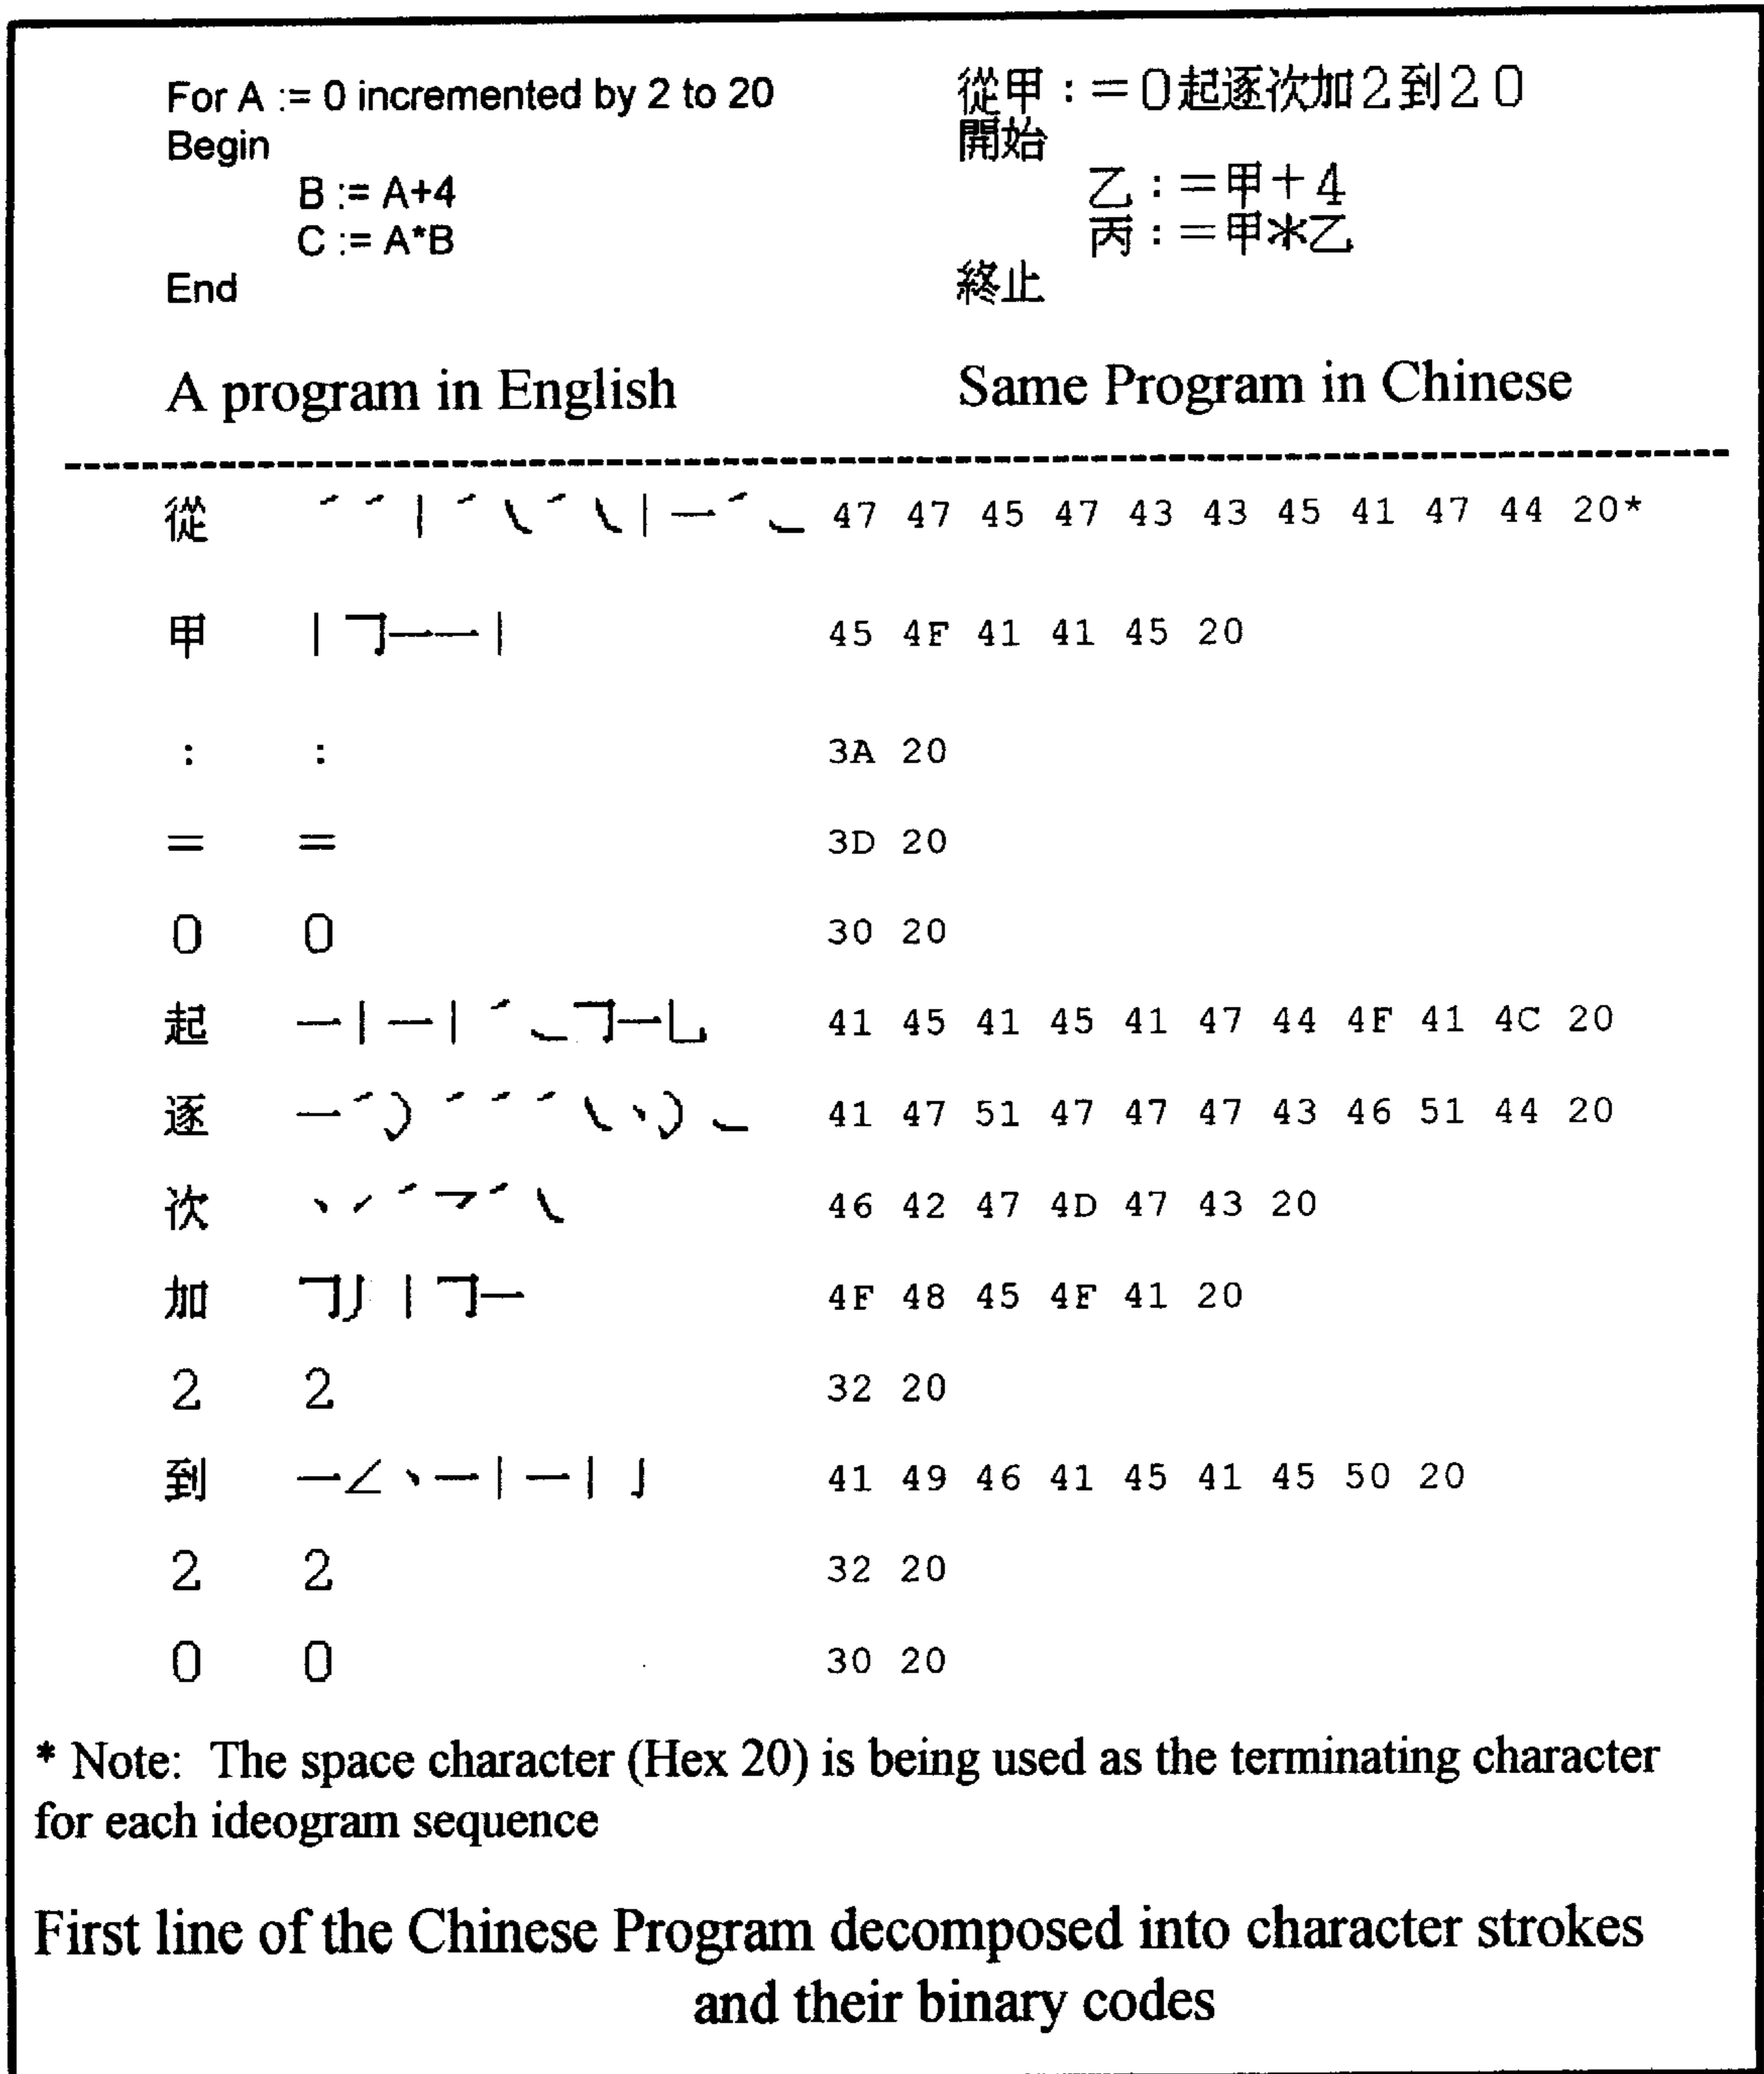 For A := 0 incremented by 2 to 20
Begin
B := A+4
C := A*B
End
A program in English
從甲:=0起逐次加2到20
開始
乙:=甲+4
丙:=甲*乙
終止
Same Program in Chinese
從 47 47 45 47 43 43 45 41 47 44 20*
甲 45 4F 41 41 45 20
: : 3A 20
= = 3D 20
0 0 30 20
起 41 45 41 45 41 47 44 4F 41 4C 20
逐 41 47 51 47 47 47 43 46 51 44 20
次 46 42 47 4D 47 43 20
加 4F 48 45 4F 41 20
2 2 32 20
到 41 49 46 41 45 41 45 50 20
2 2 32 20
0 0 30 20
* Note: The space character (Hex 20) is being used as the terminating character
for each ideogram sequence
First line of the Chinese Program decomposed into character strokes
and their binary codes